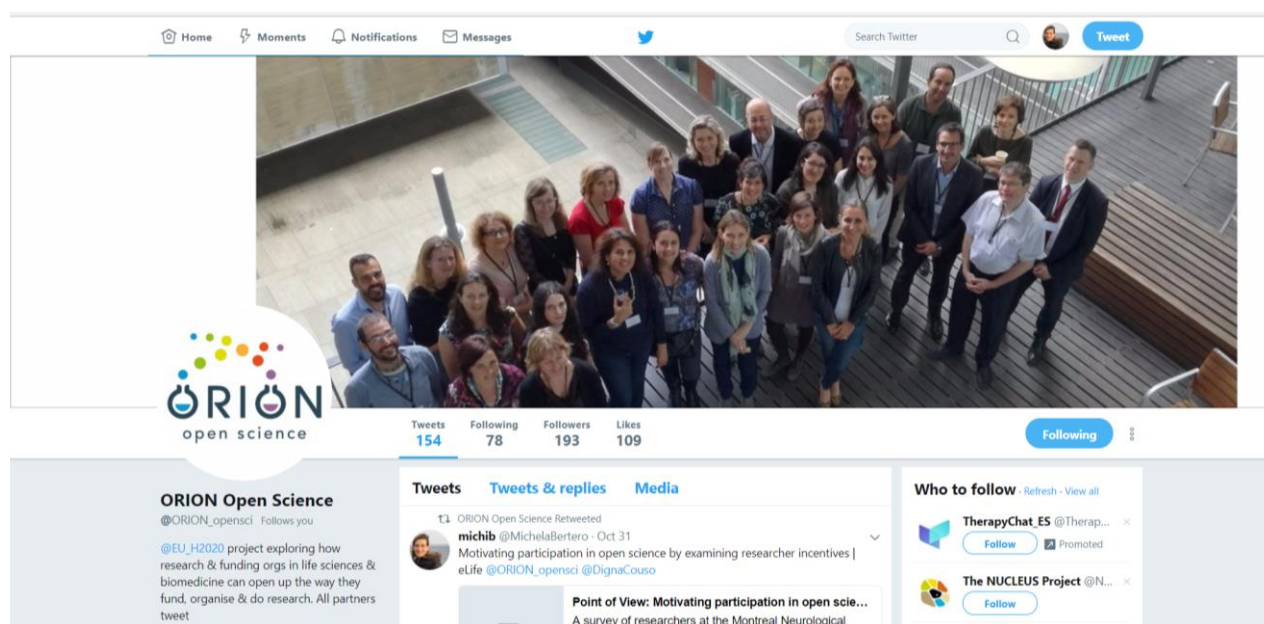 Home Moments Notifications Messages Search Twitter Tweet
ORION
open science
Tweets Following Followers Likes
154 78 193 109
Following
ORION Open Science
@ORION_opensci Follows you
@EU_H2020 project exploring how
research & funding orgs in life sciences &
biomedicine can open up the way they
fund, organise & do research. All partners
tweet
Tweets Tweets & replies Media
ORION Open Science Retweeted
michib @MichelaBertero · Oct 31
Motivating participation in open science by examining researcher incentives |
eLife @ORION_opensci @DignaCouso
Point of View: Motivating participation in open scie...
A survey of researchers at the Montreal Neurological
Who to follow · Refresh · View all
TherapyChat_ES @Therap...
Follow Promoted
The NUCLEUS Project @N...
Follow